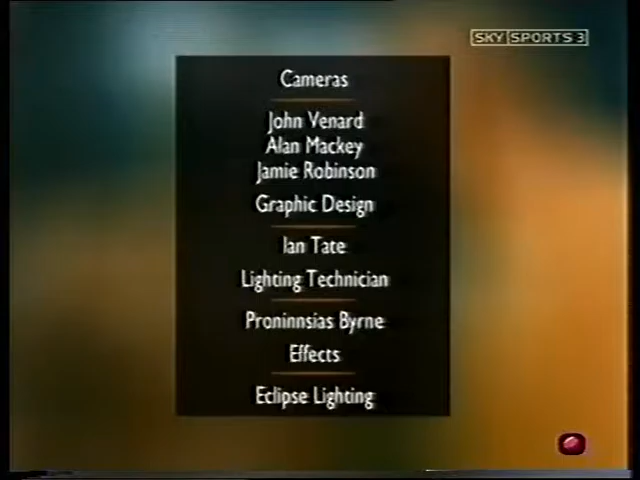 SKY SPORTS 3
Cameras
John Venard
Alan Mackey
Jamie Robinson
Graphic Design
Ian Tate
Lighting Technician
Proninnsias Byrne
Effects
Eclipse Lighting